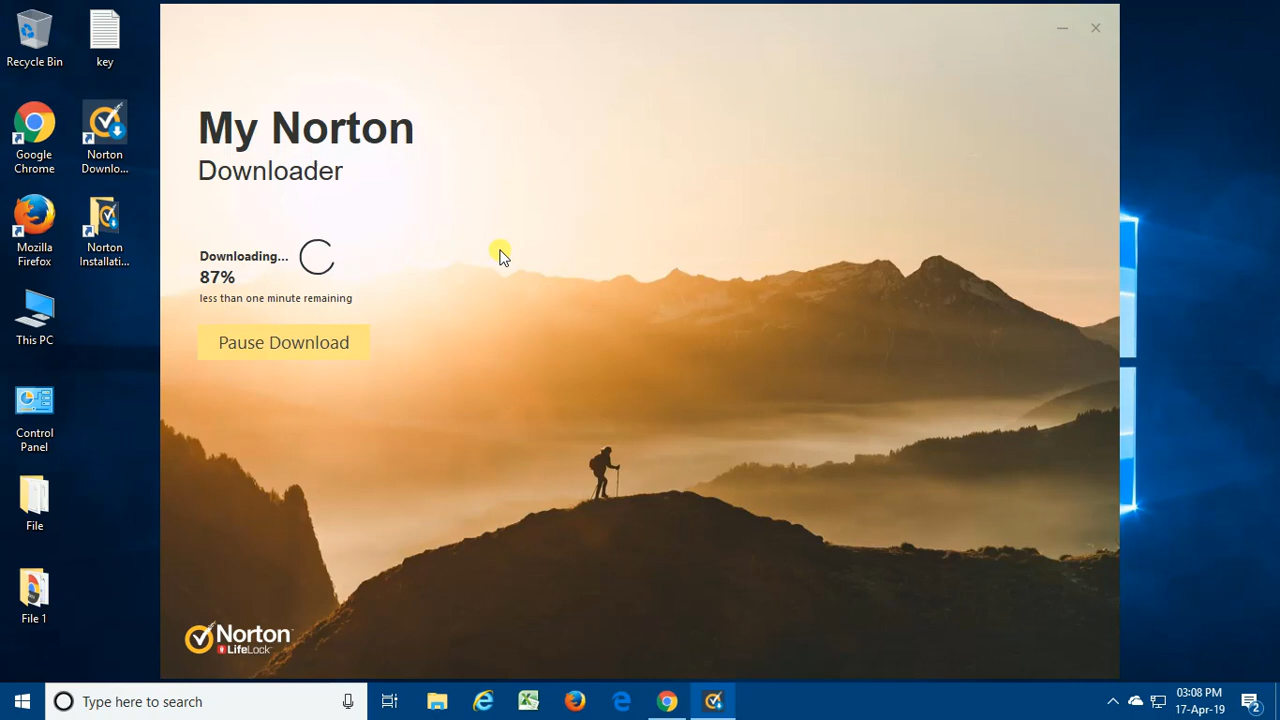 Recycle Bin
key
Google
Chrome
Norton
Downlo...
Mozilla
Firefox
Norton
Installati...
This PC
Control
Panel
File
File 1
My Norton
Downloader
Downloading...
87%
less than one minute remaining
Pause Download
Norton
LifeLock
Type here to search
03:08 PM
17-Apr-19
2